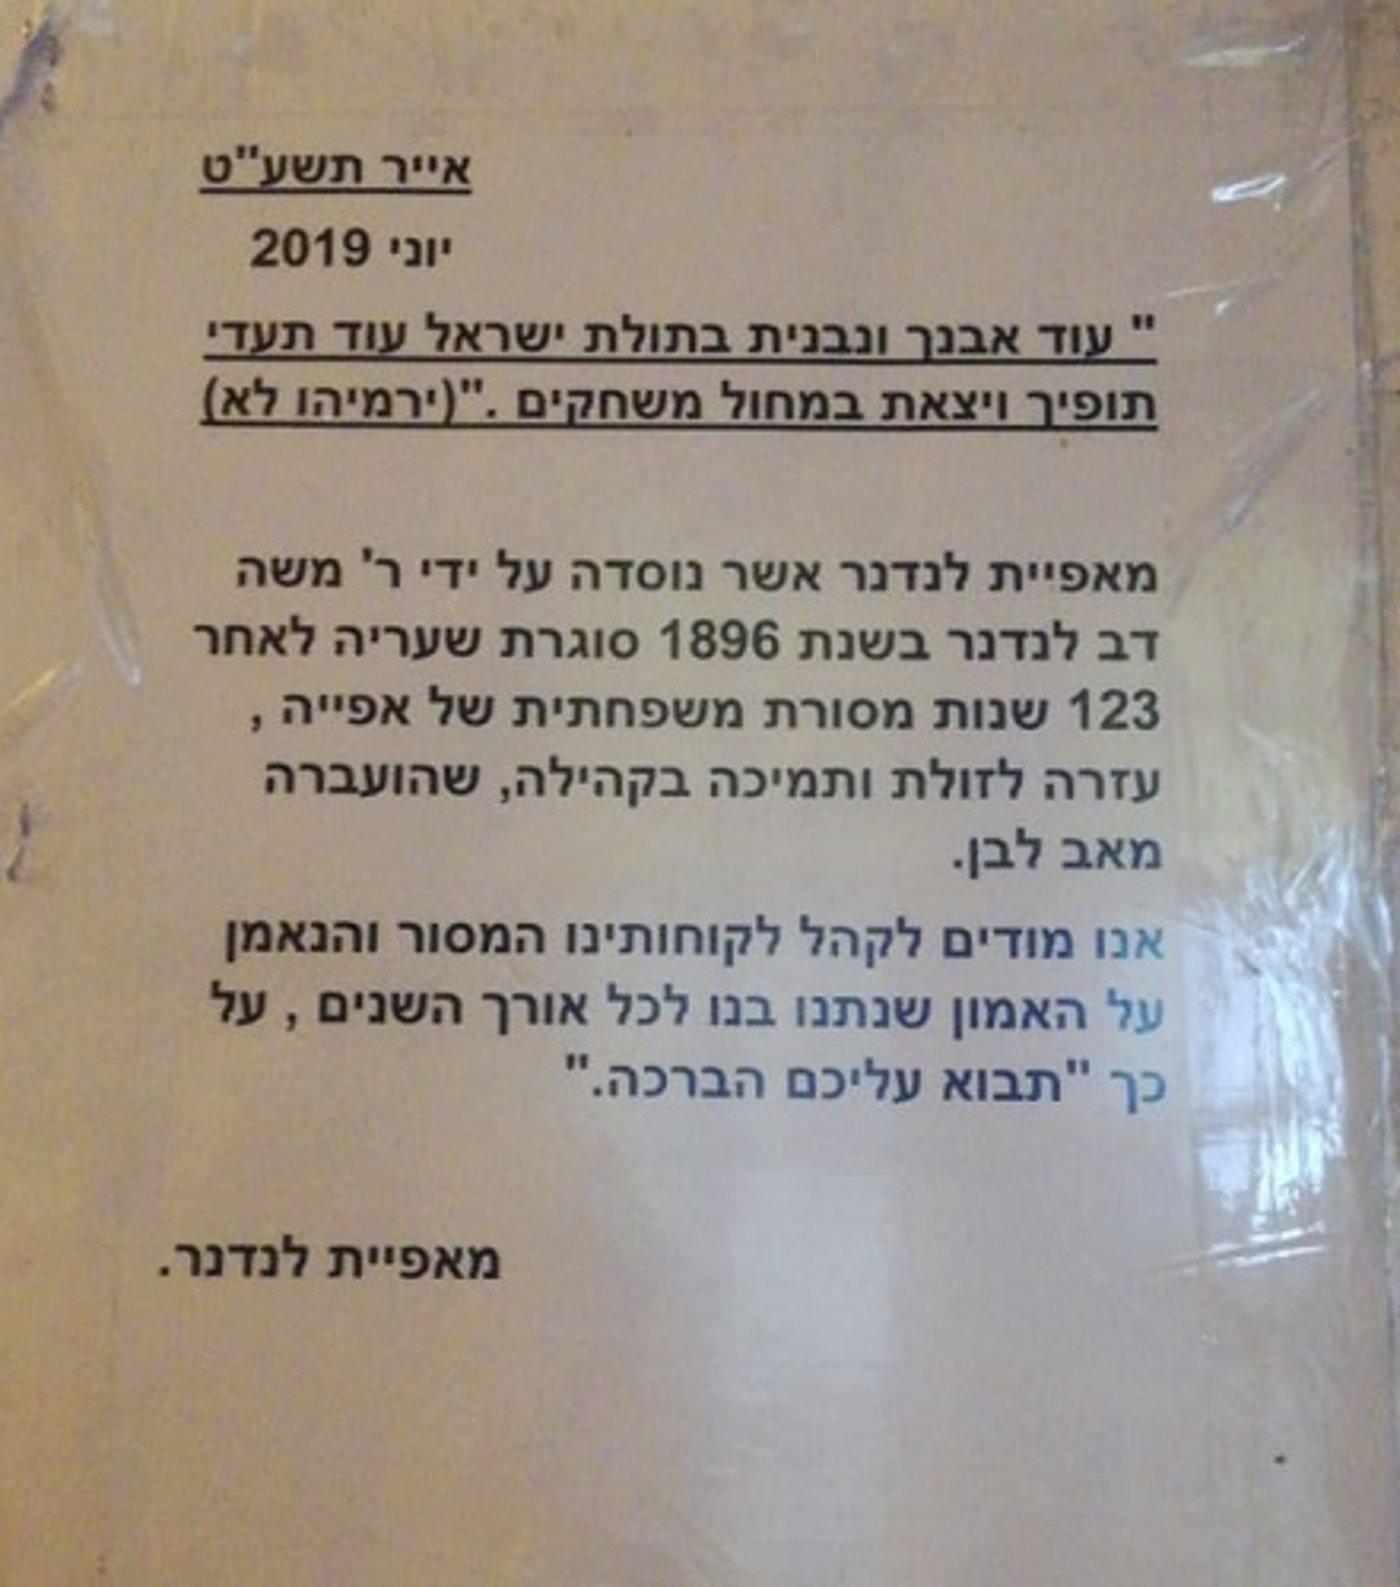 אייר תשע"ט
יוני 2019
" עוד אבנך ונבנית בתולת ישראל עוד תעדי
תופיך ויצאת במחול משחקים ."(ירמיהו לא)
מאפיית לנדנר אשר נוסדה על ידי ר' משה
דב לנדנר בשנת 1896 סוגרת שעריה לאחר
123 שנות מסורת משפחתית של אפייה ,
עזרה לזולת ותמיכה בקהילה, שהועברה
מאב לבן.
אנו מודים לקהל לקוחותינו המסור והנאמן
על האמון שנתנו בנו לכל אורך השנים , על
כך "תבוא עליכם הברכה."
מאפיית לנדנר.